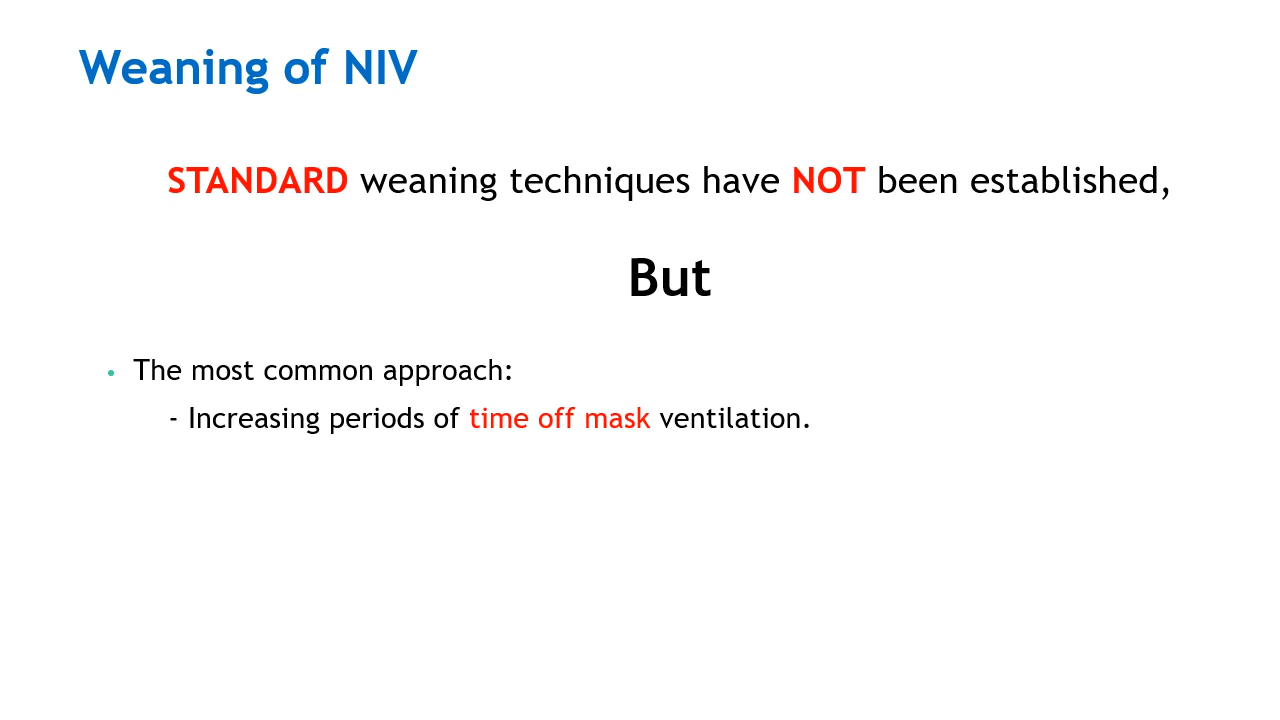 Weaning of NIV
STANDARD weaning techniques have NOT been established,
But
• The most common approach:
- Increasing periods of time off mask ventilation.